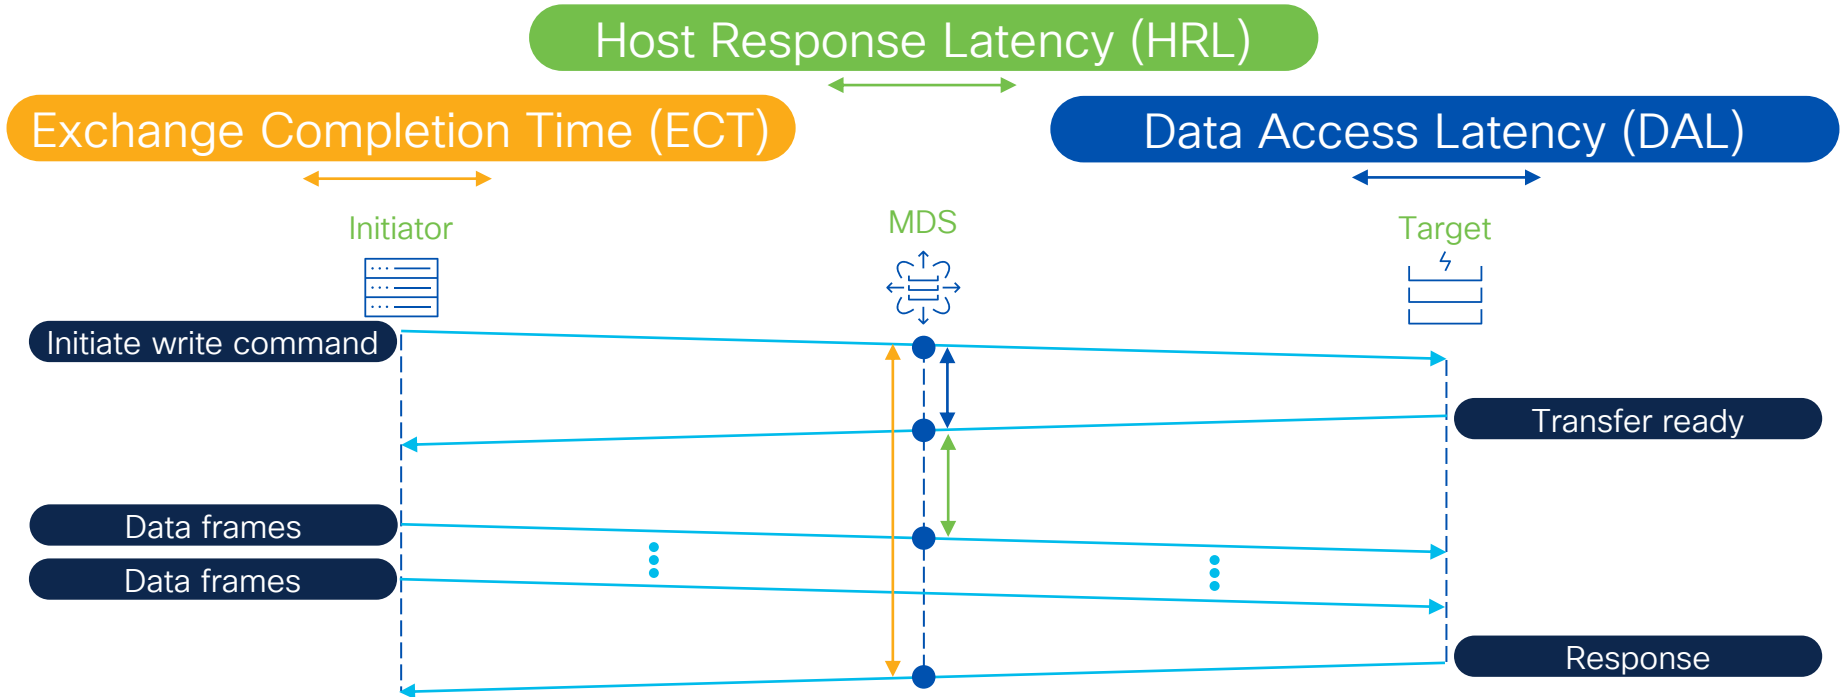 Host Response Latency (HRL)
Exchange Completion Time (ECT)
Data Access Latency (DAL)
Initiator
MDS
Target
Initiate write command
Transfer ready
Data frames
Data frames
Response